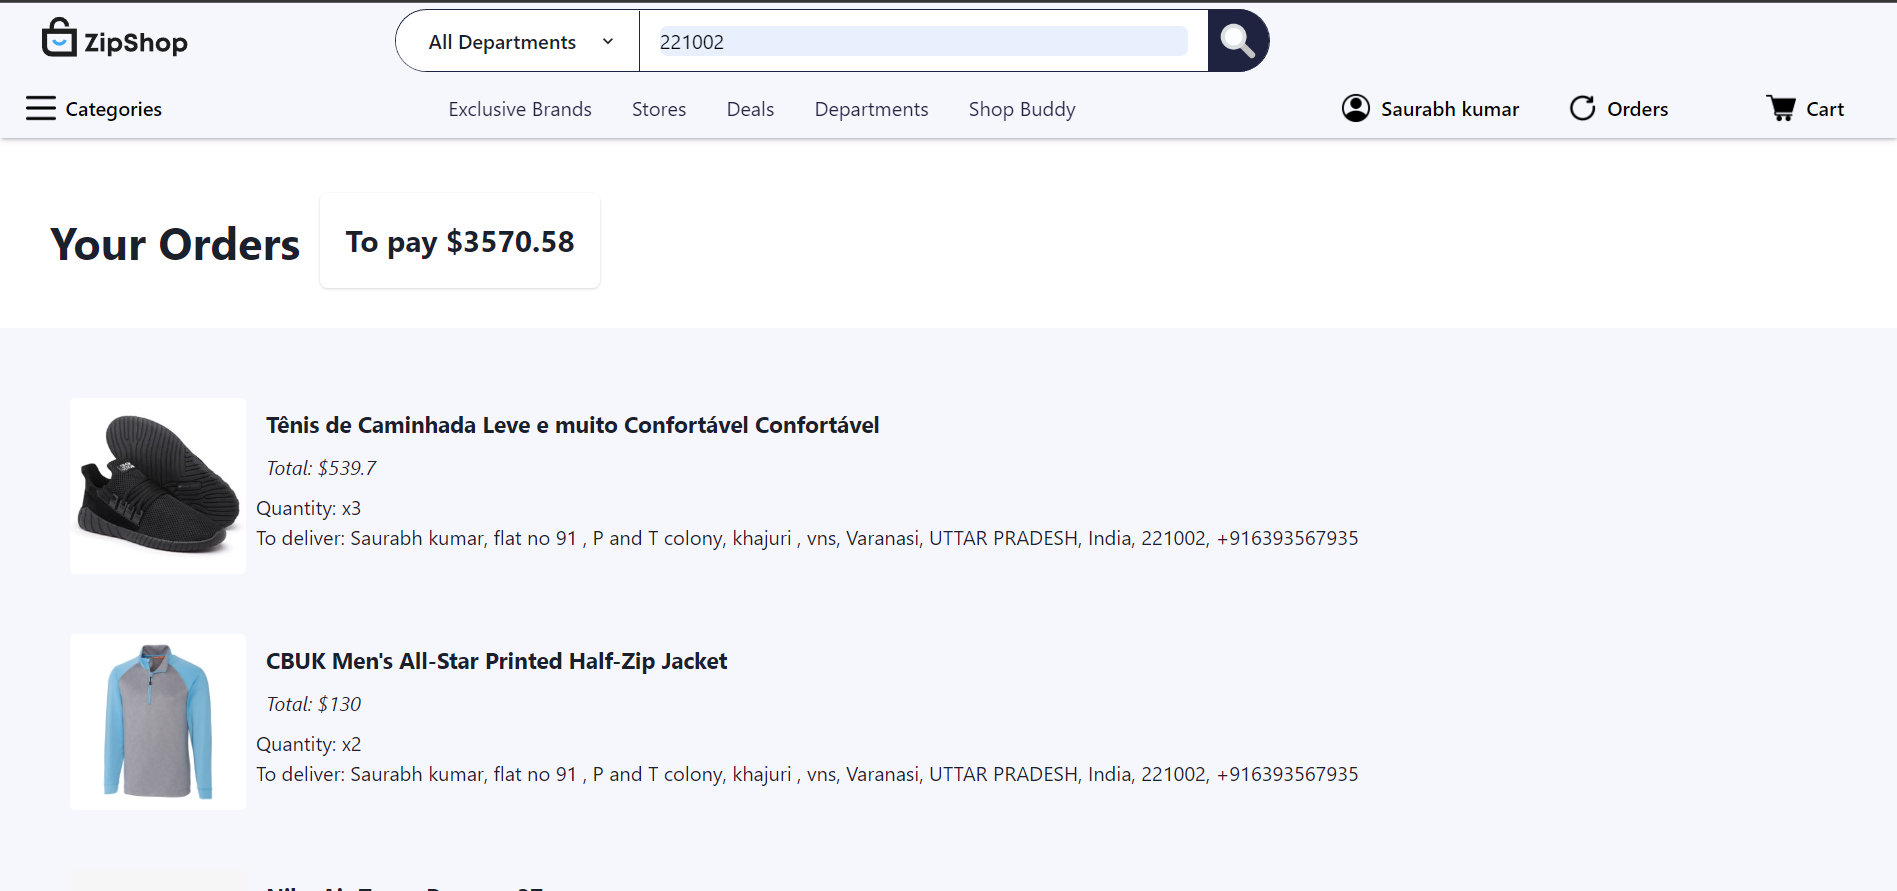 ZipShop
All Departments
221002
Categories
Exclusive Brands
Stores
Deals
Departments
Shop Buddy
Saurabh kumar
Orders
Cart
Your Orders
To pay $3570.58
Tênis de Caminhada Leve e muito Confortável Confortável
Total: $539.7
Quantity: x3
To deliver: Saurabh kumar, flat no 91 , P and T colony, khajuri , vns, Varanasi, UTTAR PRADESH, India, 221002, +916393567935
CBUK Men's All-Star Printed Half-Zip Jacket
Total: $130
Quantity: x2
To deliver: Saurabh kumar, flat no 91 , P and T colony, khajuri , vns, Varanasi, UTTAR PRADESH, India, 221002, +916393567935